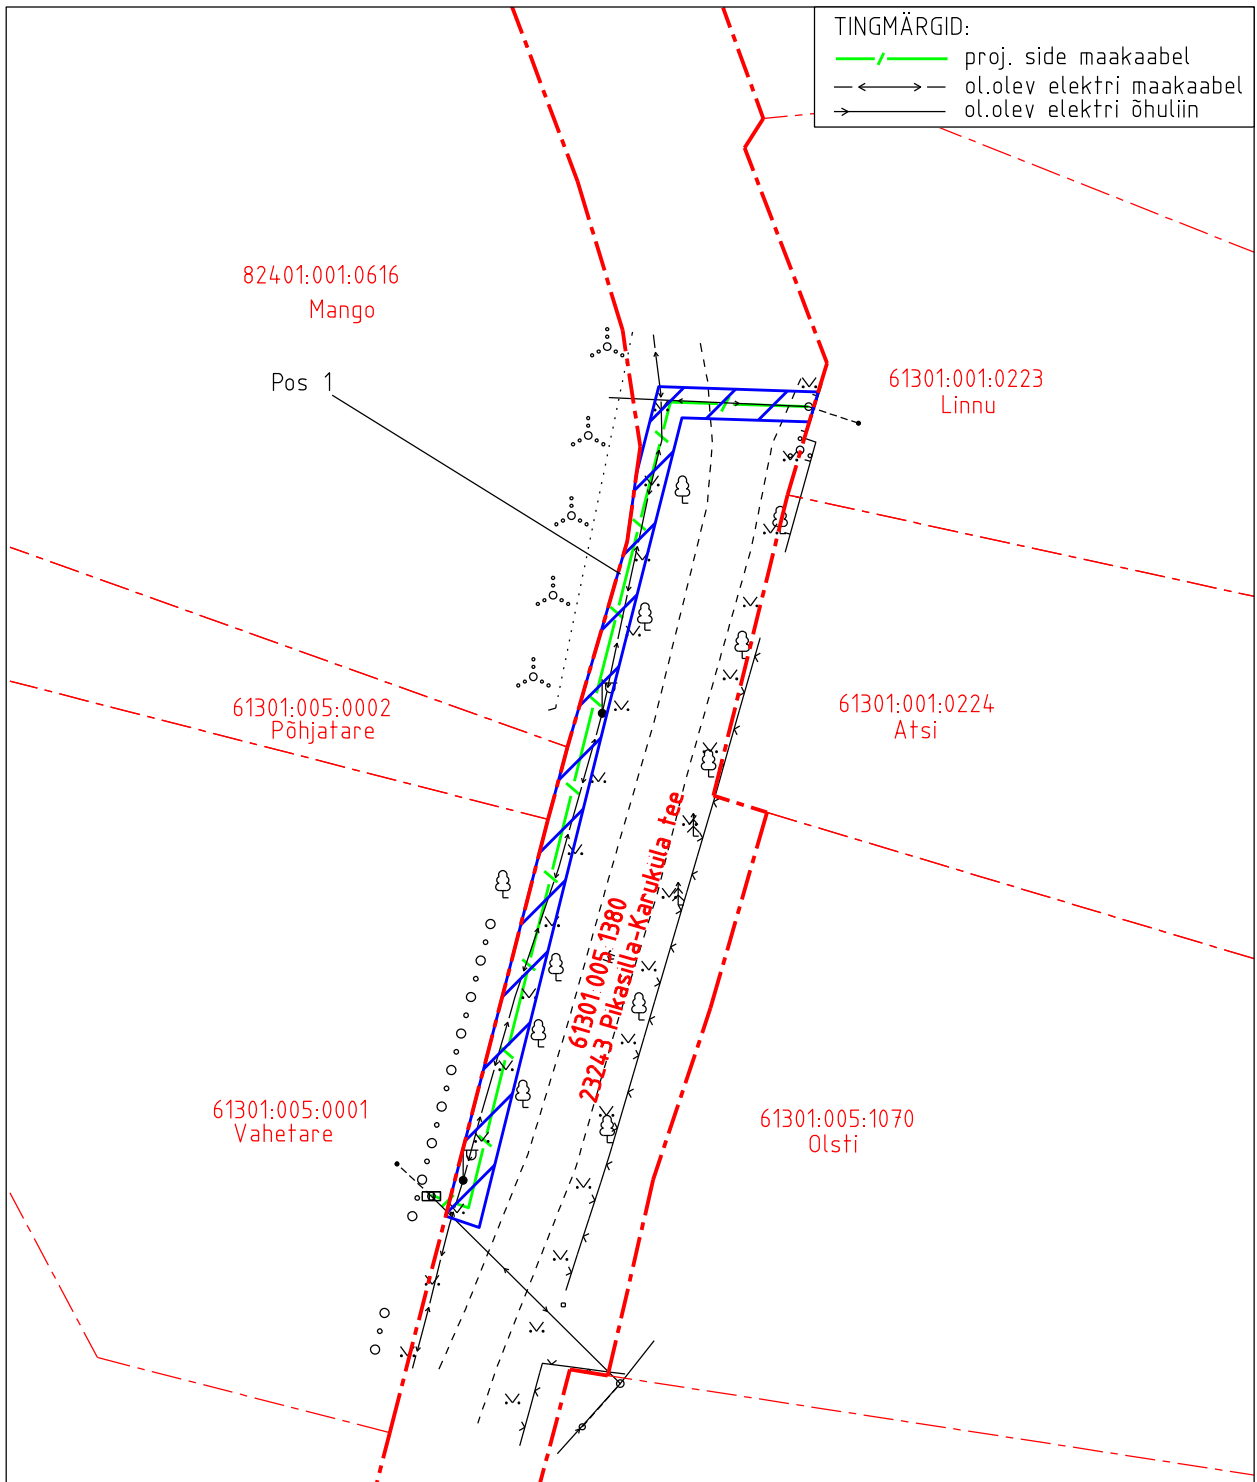 TINGMÄRGID:
proj. side maakaabel
ol.olev elektri maakaabel
ol.olev elektri õhuliin
82401:001:0616
Mango
Pos 1
61301:001:0223
Linnu
61301:005:0002
Põhjatare
61301:001:0224
Atsi
61301:005:1380
23243 Pikasilla-Karukula tee
61301:005:0001
Vahetare
61301:005:1070
Olsti